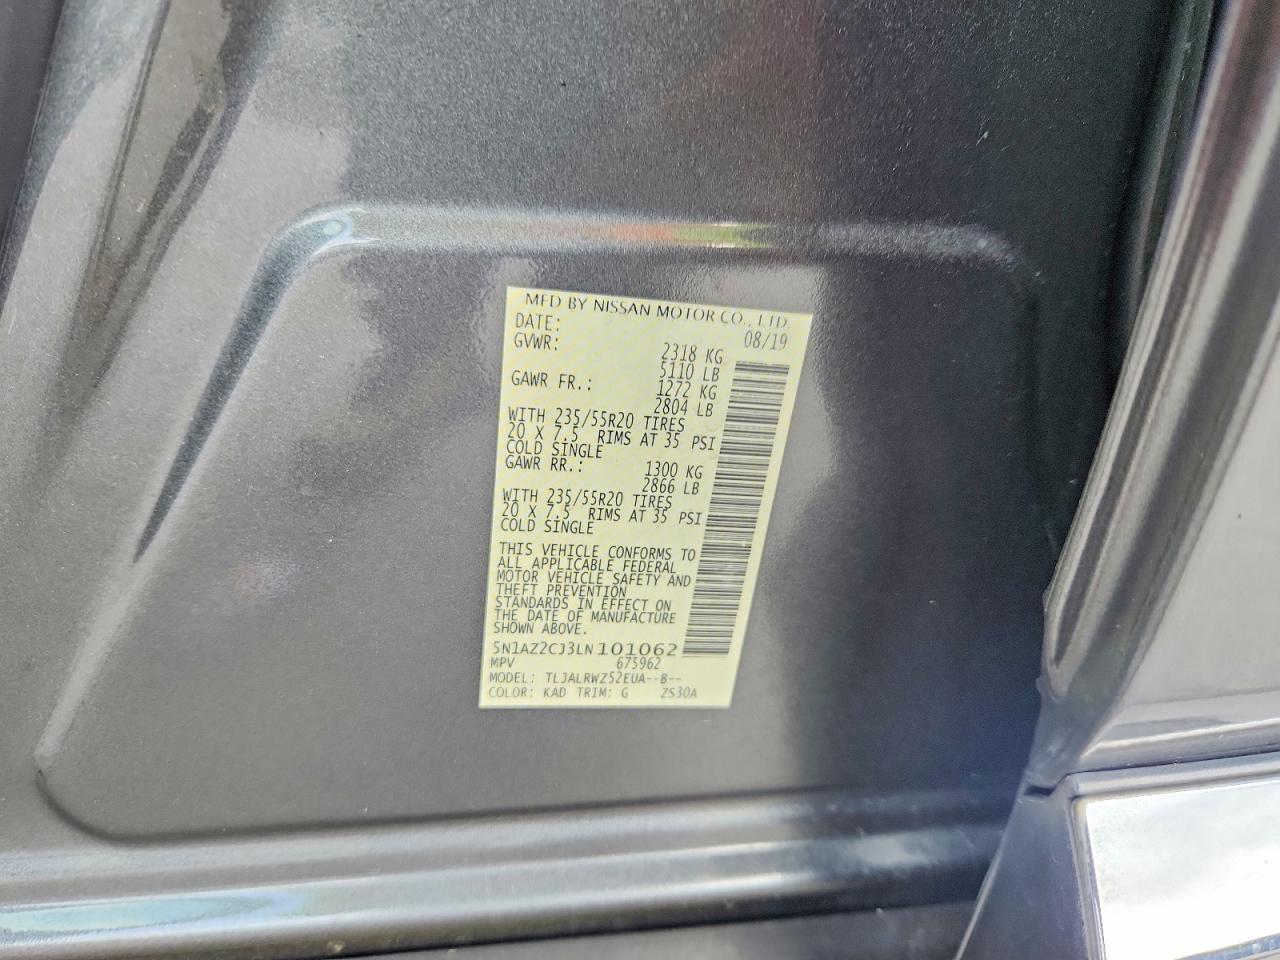 MFD BY NISSAN MOTOR CO., LTD.
DATE: 08/19
GVWR: 2318 KG
5110 LB
GAWR FR.: 1272 KG
2804 LB
WITH 235/55R20 TIRES
20 X 7.5 RIMS AT 35 PSI
COLD SINGLE
GAWR RR.: 1300 KG
2866 LB
WITH 235/55R20 TIRES
20 X 7.5 RIMS AT 35 PSI
COLD SINGLE
THIS VEHICLE CONFORMS TO
ALL APPLICABLE FEDERAL
MOTOR VEHICLE SAFETY AND
THEFT PREVENTION
STANDARDS IN EFFECT ON
THE DATE OF MANUFACTURE
SHOWN ABOVE.
5N1AZ2CJ3LN101062
MPV 675962
MODEL: TLJALRWZ52EUA--B--
COLOR: KAD TRIM: G ZS30A